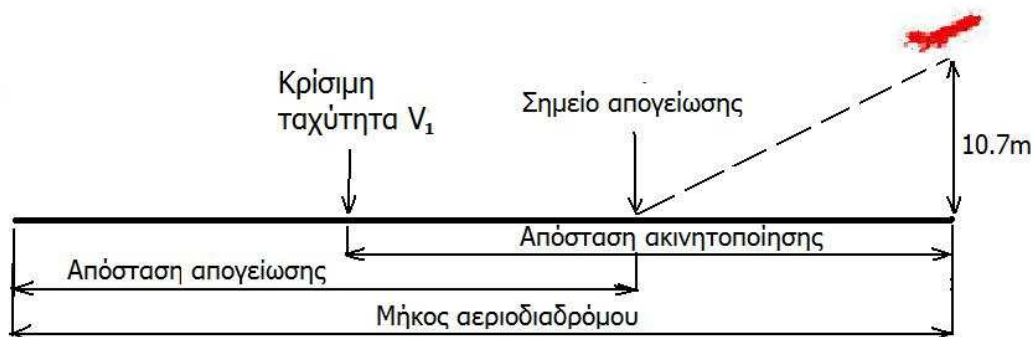 Κρίσιμη
ταχύτητα V₁
Σημείο απογείωσης
10.7m
Απόσταση ακινητοποίησης
Απόσταση απογείωσης
Μήκος αεριοδιαδρόμου